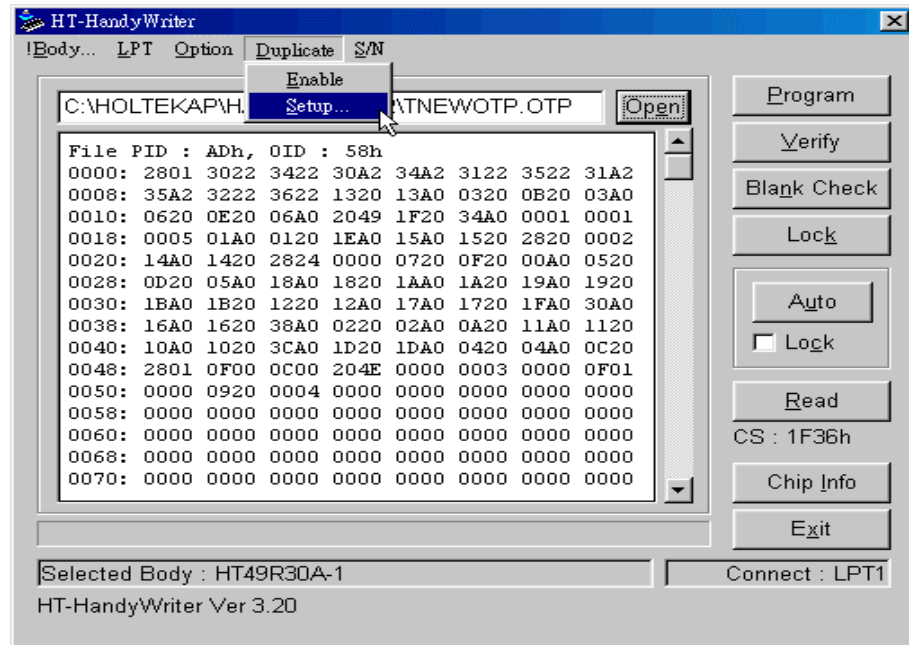 HT-HandyWriter
!Body... LPT Option Duplicate S/N
Enable
Setup...
C:\HOLTEKAP\H \TNEWOTP.OTP Open
File PID : ADh, OID : 58h
0000: 2801 3022 3422 30A2 34A2 3122 3522 31A2
0008: 35A2 3222 3622 1320 13A0 0320 0B20 03A0
0010: 0620 0E20 06A0 2049 1F20 34A0 0001 0001
0018: 0005 01A0 0120 1EA0 15A0 1520 2820 0002
0020: 14A0 1420 2824 0000 0720 0F20 00A0 0520
0028: 0D20 05A0 18A0 1820 1AA0 1A20 19A0 1920
0030: 1BA0 1B20 1220 12A0 17A0 1720 1FA0 30A0
0038: 16A0 1620 38A0 0220 02A0 0A20 11A0 1120
0040: 10A0 1020 3CA0 1D20 1DA0 0420 04A0 0C20
0048: 2801 0F00 0C00 204E 0000 0003 0000 0F01
0050: 0000 0920 0004 0000 0000 0000 0000 0000
0058: 0000 0000 0000 0000 0000 0000 0000 0000
0060: 0000 0000 0000 0000 0000 0000 0000 0000
0068: 0000 0000 0000 0000 0000 0000 0000 0000
0070: 0000 0000 0000 0000 0000 0000 0000 0000
Program
Verify
Blank Check
Lock
Auto
Lock
Read
CS : 1F36h
Chip Info
Exit
Selected Body : HT49R30A-1
Connect : LPT1
HT-HandyWriter Ver 3.20